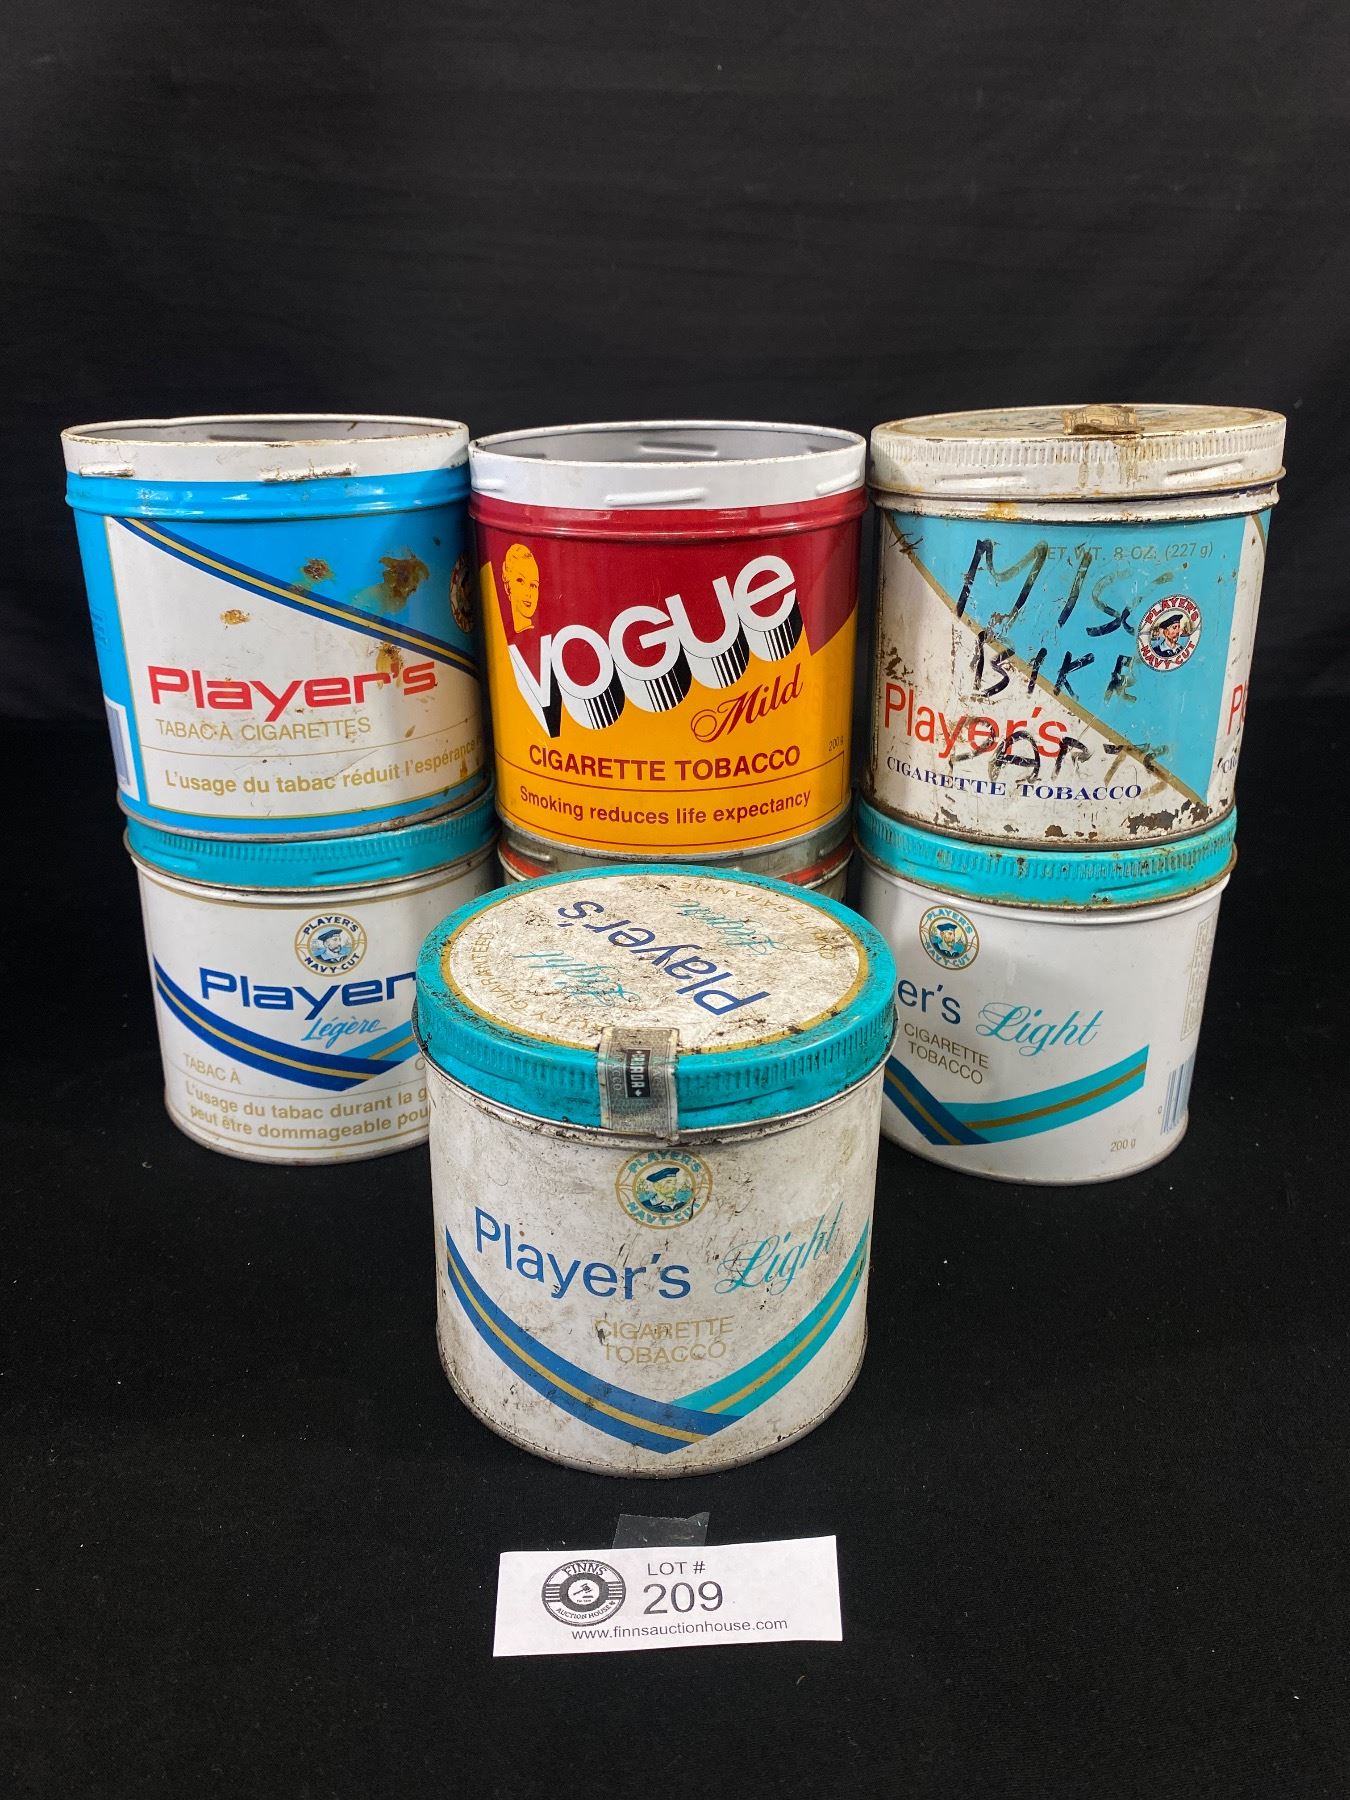 Player's
TABAC À CIGARETTES
L'usage du tabac réduit l'espérance
VOGUE
Mild
CIGARETTE TOBACCO
200 g
Smoking reduces life expectancy
NET WT. 8 OZ. (227 g)
MISC
BIKE
PARTS
PLAYER'S
NAVY CUT
Player's
CIGARETTE TOBACCO
PLAYER'S
NAVY CUT
Player
Légère
TABAC À
L'usage du tabac durant la g
peut être dommageable pou
PLAYER'S
NAVY CUT
er's Light
CIGARETTE
TOBACCO
200 g
Player's
Light
Légère
PLAYER'S
NAVY CUT
Player's Light
CIGARETTE
TOBACCO
FINNS
AUCTION HOUSE
LOT #
209
www.finnsauctionhouse.com